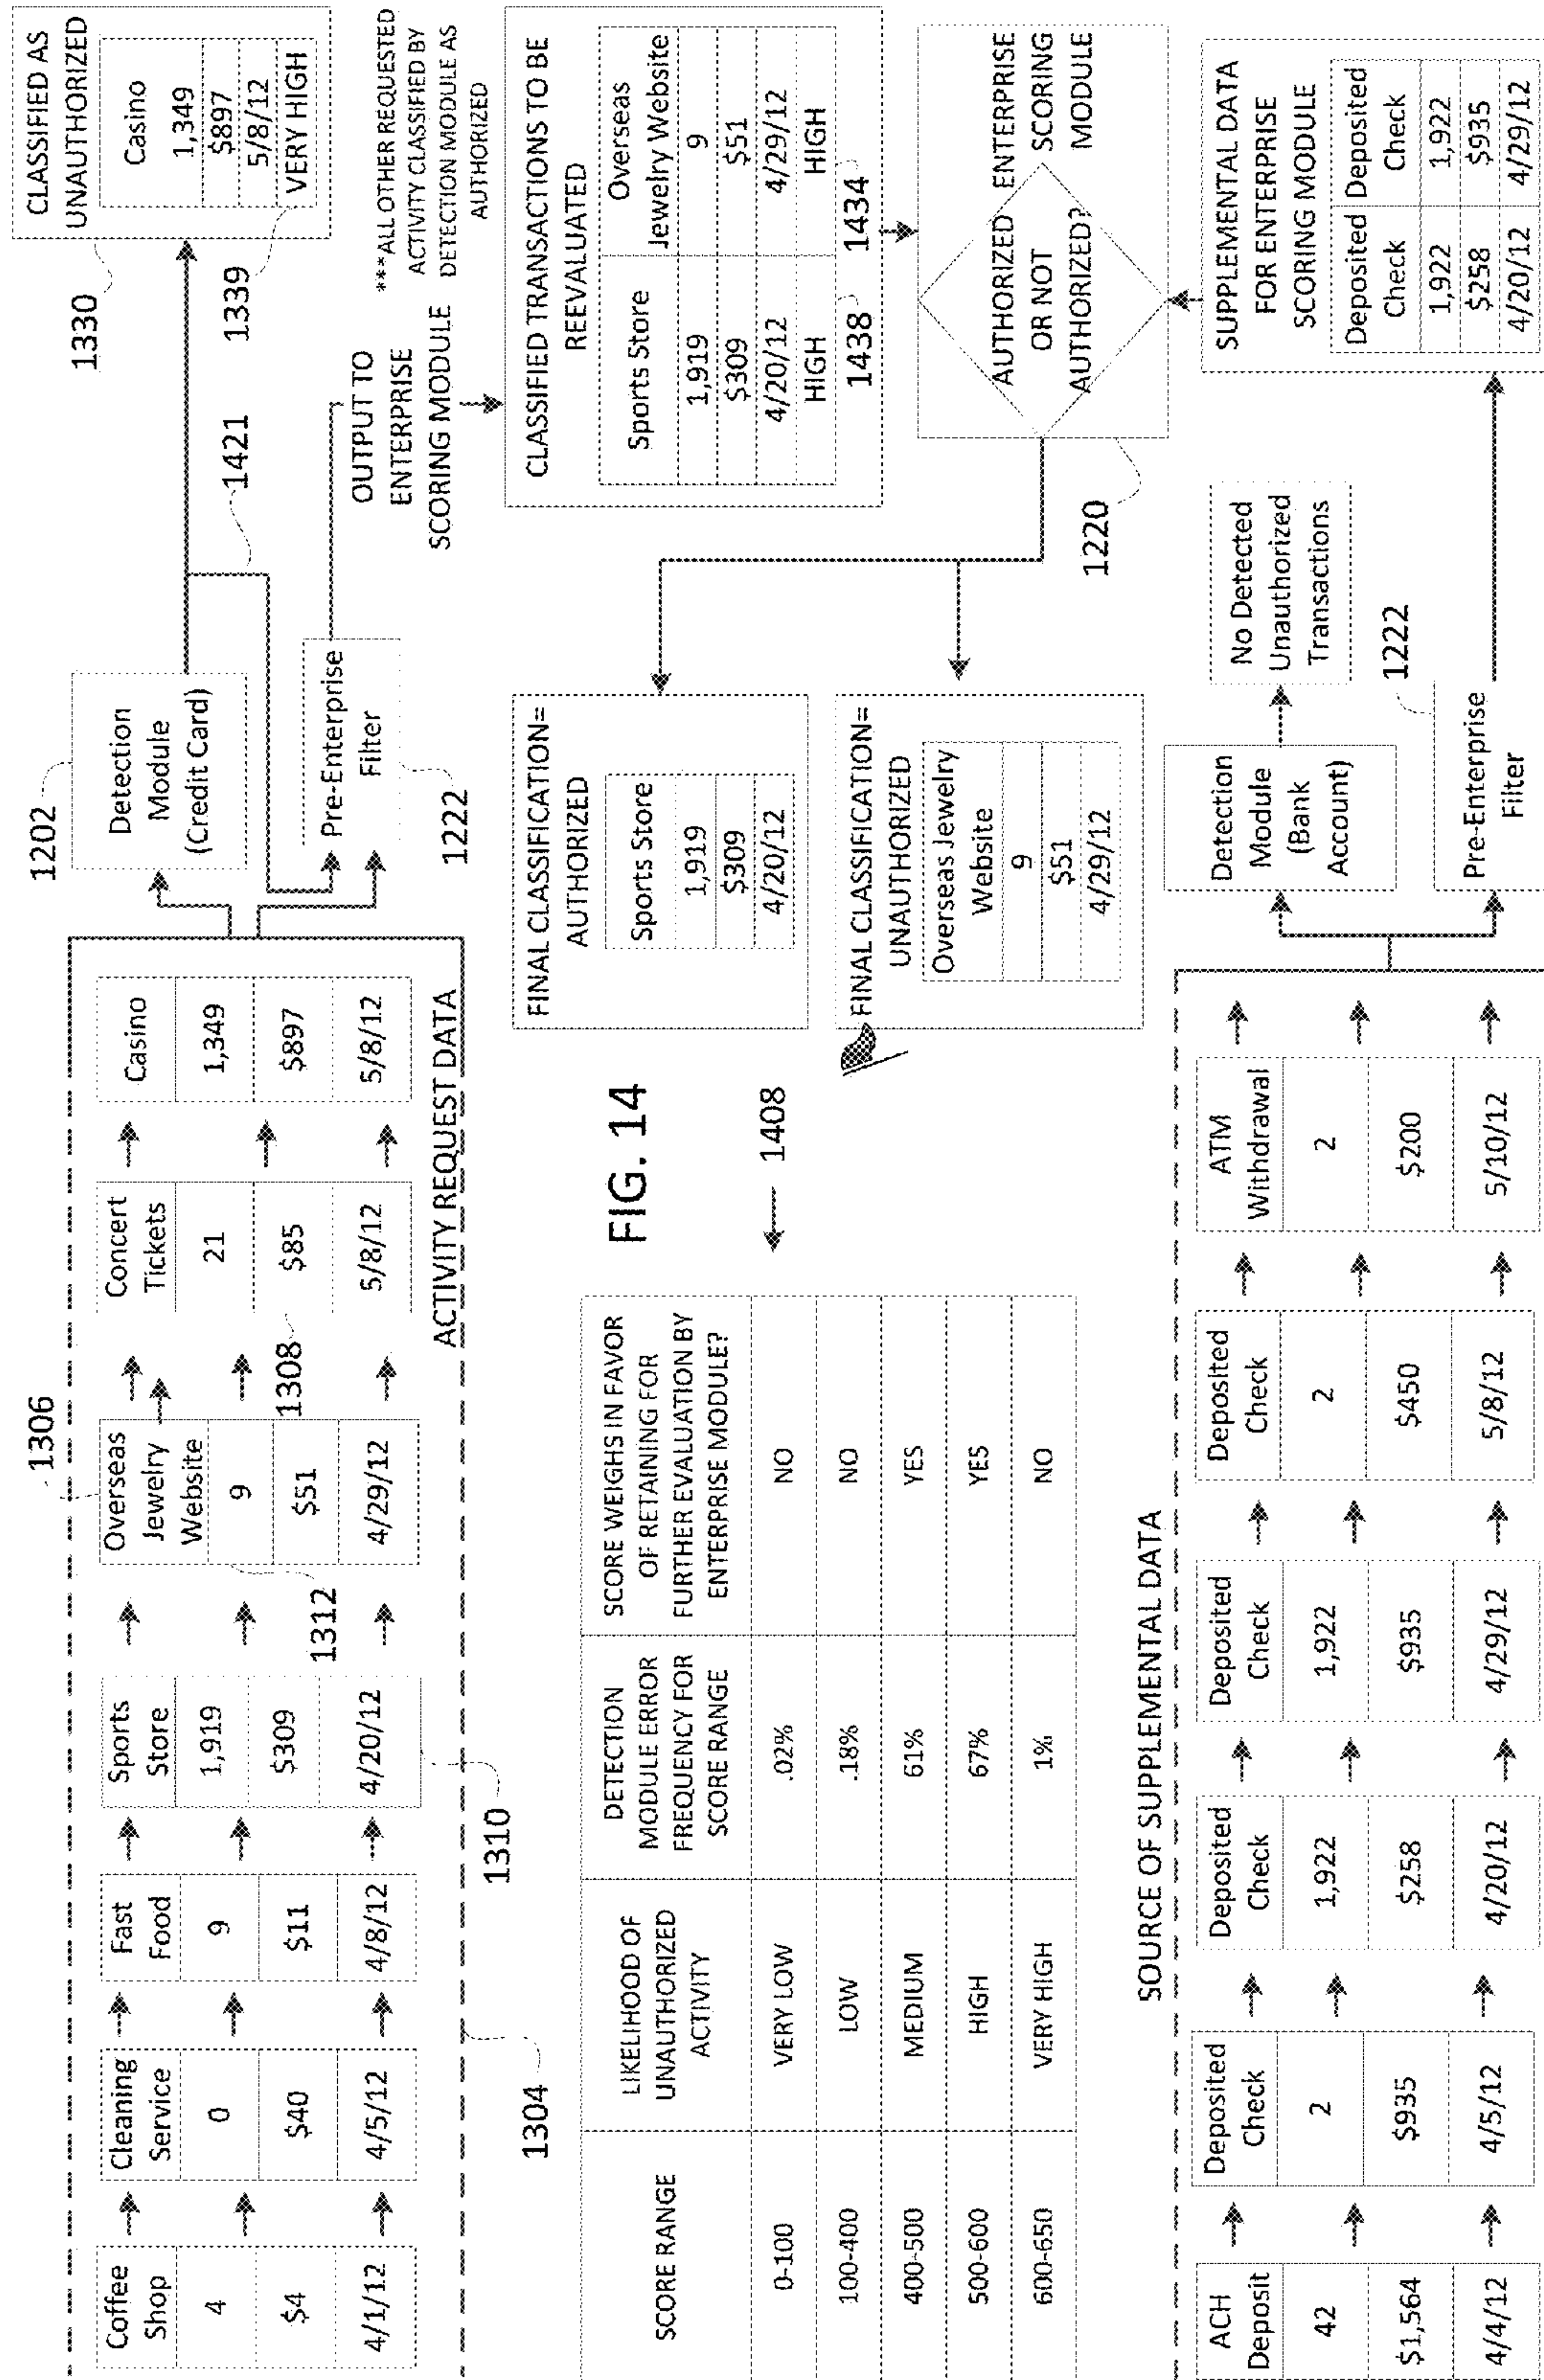 1306
Coffee
Shop
4
$4
4/1/12
Cleaning
Service
0
$40
4/5/12
Fast
Food
9
$11
4/8/12
Sports
Store
1,919
$309
4/20/12
Overseas
Jewelry
Website
9
$51
4/29/12
Concert
Tickets
21
$85
5/8/12
Casino
1,349
$897
5/8/12
1312
1308
ACTIVITY REQUEST DATA
1304
1310
1202
Detection
Module
(Credit Card)
Pre-Enterprise
Filter
1222
1421
1330
CLASSIFIED AS
UNAUTHORIZED
Casino
1,349
$897
5/8/12
VERY HIGH
1339
***ALL OTHER REQUESTED
ACTIVITY CLASSIFIED BY
DETECTION MODULE AS
AUTHORIZED
OUTPUT TO
ENTERPRISE
SCORING MODULE
CLASSIFIED TRANSACTIONS TO BE
REEVALUATED
Sports Store
1,919
$309
4/20/12
HIGH
Overseas
Jewelry Website
9
$51
4/29/12
HIGH
1438
1434
AUTHORIZED
OR NOT
AUTHORIZED?
ENTERPRISE
SCORING
MODULE
1220
FINAL CLASSIFICATION=
AUTHORIZED
Sports Store
1,919
$309
4/20/12
FINAL CLASSIFICATION=
UNAUTHORIZED
Overseas Jewelry
Website
9
$51
4/29/12
FIG. 14
1408
SCORE RANGE
LIKELIHOOD OF
UNAUTHORIZED
ACTIVITY
DETECTION
MODULE ERROR
FREQUENCY FOR
SCORE RANGE
SCORE WEIGHS IN FAVOR
OF RETAINING FOR
FURTHER EVALUATION BY
ENTERPRISE MODULE?
0-100 VERY LOW .02% NO
100-400 LOW .18% NO
400-500 MEDIUM 61% YES
500-600 HIGH 67% YES
600-650 VERY HIGH 1% NO
SOURCE OF SUPPLEMENTAL DATA
ACH
Deposit
42
$1,564
4/4/12
Deposited
Check
2
$935
4/5/12
Deposited
Check
1,922
$258
4/20/12
Deposited
Check
1,922
$935
4/29/12
Deposited
Check
2
$450
5/8/12
ATM
Withdrawal
2
$200
5/10/12
Detection
Module
(Bank
Account)
No Detected
Unauthorized
Transactions
1222
Pre-Enterprise
Filter
SUPPLEMENTAL DATA
FOR ENTERPRISE
SCORING MODULE
Deposited
Check
1,922
$258
4/20/12
Deposited
Check
1,922
$935
4/29/12